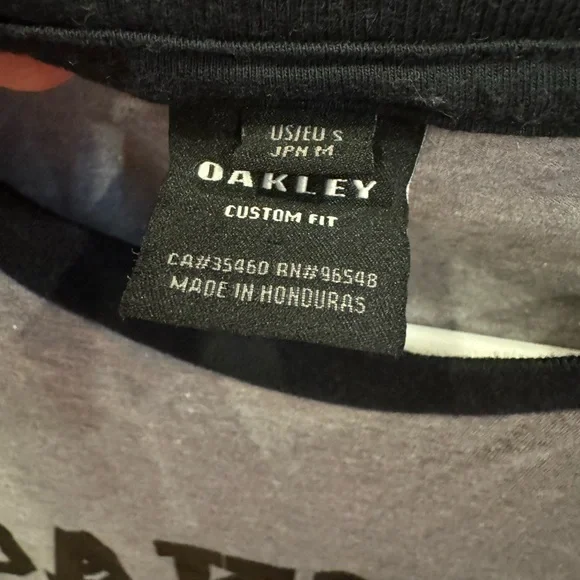 US/EU S
JPN M
OAKLEY
CUSTOM FIT
CA#35460 RN#96548
MADE IN HONDURAS